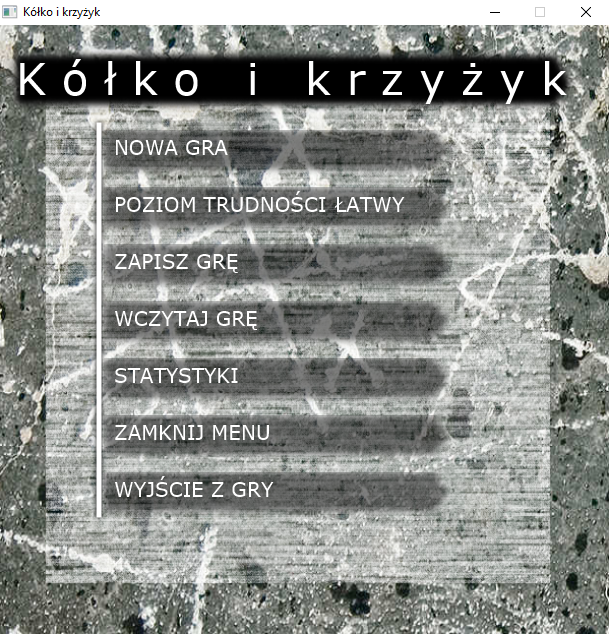 Kółko i krzyżyk
Kółko i krzyżyk
NOWA GRA
POZIOM TRUDNOŚCI ŁATWY
ZAPISZ GRĘ
WCZYTAJ GRĘ
STATYSTYKI
ZAMKNIJ MENU
WYJŚCIE Z GRY